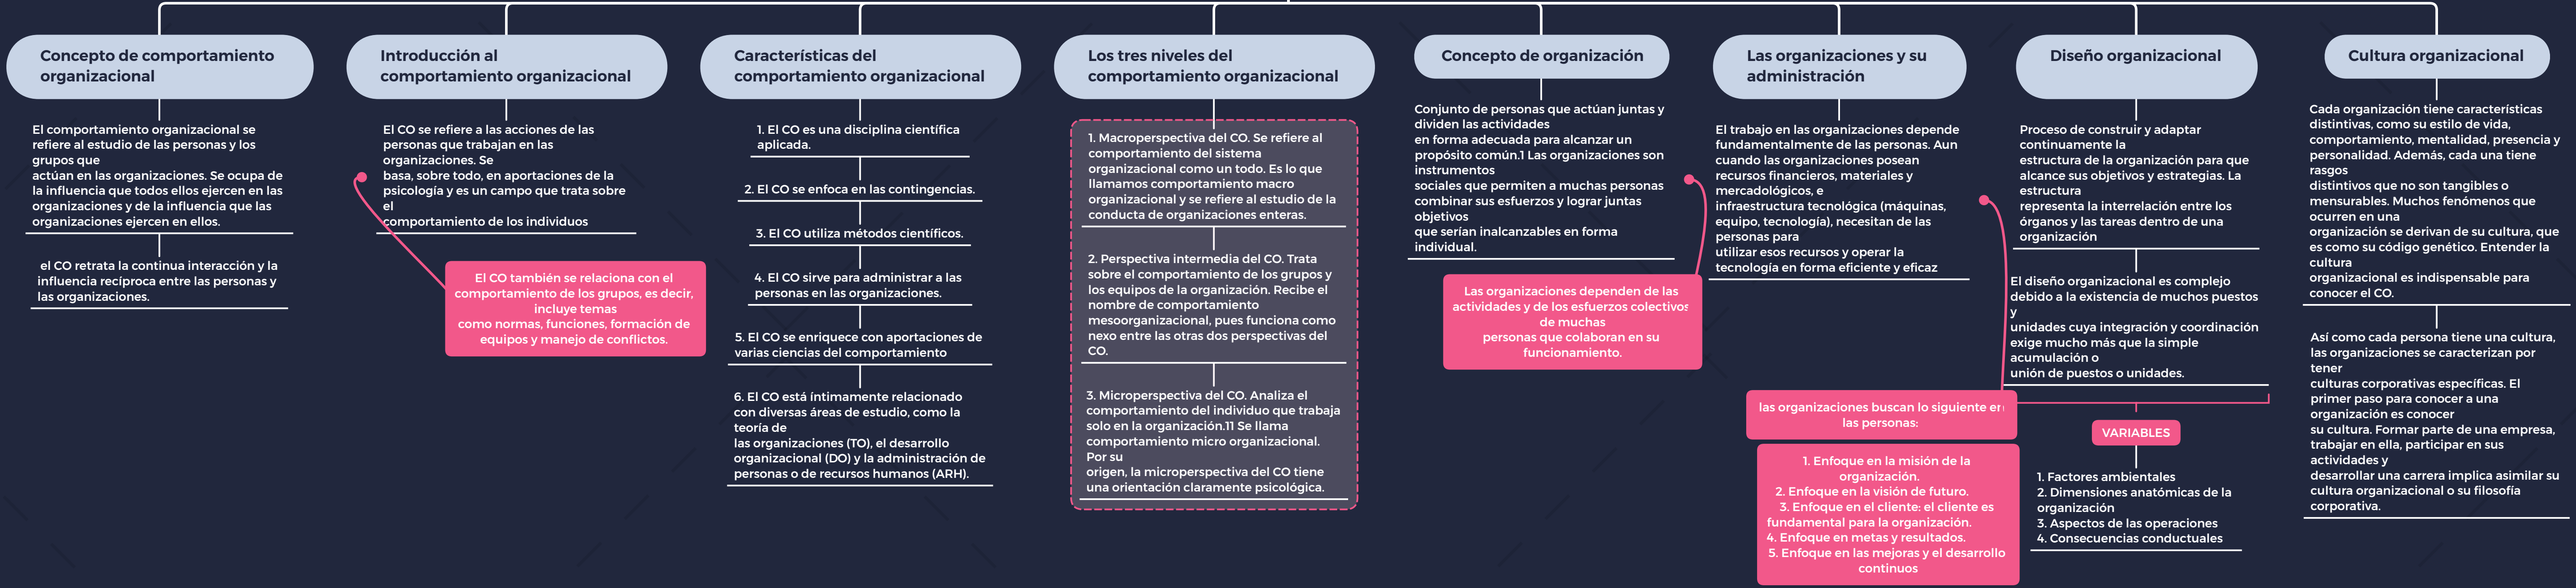 Concepto de comportamiento
organizacional
El comportamiento organizacional se
refiere al estudio de las personas y los
grupos que
actúan en las organizaciones. Se ocupa de
la influencia que todos ellos ejercen en las
organizaciones y de la influencia que las
organizaciones ejercen en ellos.
el CO retrata la continua interacción y la
influencia recíproca entre las personas y
las organizaciones.
Introducción al
comportamiento organizacional
El CO se refiere a las acciones de las
personas que trabajan en las
organizaciones. Se
basa, sobre todo, en aportaciones de la
psicología y es un campo que trata sobre
el
comportamiento de los individuos
El CO también se relaciona con el
comportamiento de los grupos, es decir,
incluye temas
como normas, funciones, formación de
equipos y manejo de conflictos.
Características del
comportamiento organizacional
1. El CO es una disciplina científica
aplicada.
2. El CO se enfoca en las contingencias.
3. El CO utiliza métodos científicos.
4. El CO sirve para administrar a las
personas en las organizaciones.
5. El CO se enriquece con aportaciones de
varias ciencias del comportamiento
6. El CO está íntimamente relacionado
con diversas áreas de estudio, como la
teoría de
las organizaciones (TO), el desarrollo
organizacional (DO) y la administración de
personas o de recursos humanos (ARH).
Los tres niveles del
comportamiento organizacional
1. Macroperspectiva del CO. Se refiere al
comportamiento del sistema
organizacional como un todo. Es lo que
llamamos comportamiento macro
organizacional y se refiere al estudio de la
conducta de organizaciones enteras.
2. Perspectiva intermedia del CO. Trata
sobre el comportamiento de los grupos y
los equipos de la organización. Recibe el
nombre de comportamiento
mesoorganizacional, pues funciona como
nexo entre las otras dos perspectivas del
CO.
3. Microperspectiva del CO. Analiza el
comportamiento del individuo que trabaja
solo en la organización.11 Se llama
comportamiento micro organizacional.
Por su
origen, la microperspectiva del CO tiene
una orientación claramente psicológica.
Concepto de organización
Conjunto de personas que actúan juntas y
dividen las actividades
en forma adecuada para alcanzar un
propósito común.1 Las organizaciones son
instrumentos
sociales que permiten a muchas personas
combinar sus esfuerzos y lograr juntas
objetivos
que serían inalcanzables en forma
individual.
Las organizaciones dependen de las
actividades y de los esfuerzos colectivos
de muchas
personas que colaboran en su
funcionamiento.
Las organizaciones y su
administración
El trabajo en las organizaciones depende
fundamentalmente de las personas. Aun
cuando las organizaciones posean
recursos financieros, materiales y
mercadológicos, e
infraestructura tecnológica (máquinas,
equipo, tecnología), necesitan de las
personas para
utilizar esos recursos y operar la
tecnología en forma eficiente y eficaz
las organizaciones buscan lo siguiente en
las personas:
1. Enfoque en la misión de la
organización.
2. Enfoque en la visión de futuro.
3. Enfoque en el cliente: el cliente es
fundamental para la organización.
4. Enfoque en metas y resultados.
5. Enfoque en las mejoras y el desarrollo
continuos
Diseño organizacional
Proceso de construir y adaptar
continuamente la
estructura de la organización para que
alcance sus objetivos y estrategias. La
estructura
representa la interrelación entre los
órganos y las tareas dentro de una
organización
El diseño organizacional es complejo
debido a la existencia de muchos puestos
y
unidades cuya integración y coordinación
exige mucho más que la simple
acumulación o
unión de puestos o unidades.
VARIABLES
1. Factores ambientales
2. Dimensiones anatómicas de la
organización
3. Aspectos de las operaciones
4. Consecuencias conductuales
Cultura organizacional
Cada organización tiene características
distintivas, como su estilo de vida,
comportamiento, mentalidad, presencia y
personalidad. Además, cada una tiene
rasgos
distintivos que no son tangibles o
mensurables. Muchos fenómenos que
ocurren en una
organización se derivan de su cultura, que
es como su código genético. Entender la
cultura
organizacional es indispensable para
conocer el CO.
Así como cada persona tiene una cultura,
las organizaciones se caracterizan por
tener
culturas corporativas específicas. El
primer paso para conocer a una
organización es conocer
su cultura. Formar parte de una empresa,
trabajar en ella, participar en sus
actividades y
desarrollar una carrera implica asimilar su
cultura organizacional o su filosofía
corporativa.